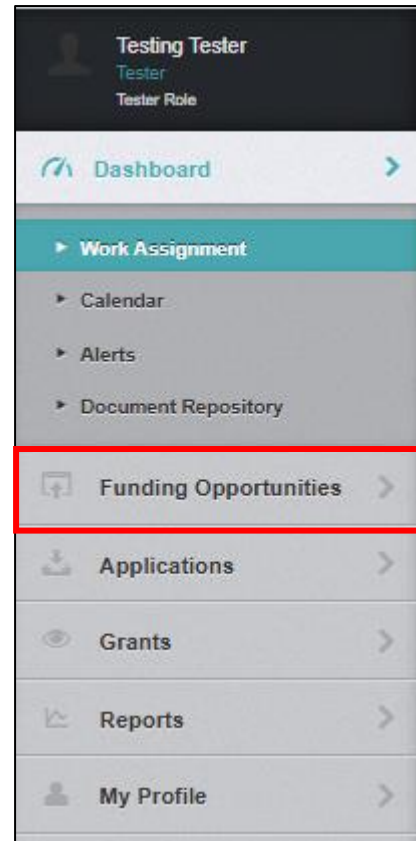 Testing Tester
Tester
Tester Role
Dashboard
Work Assignment
Calendar
Alerts
Document Repository
Funding Opportunities
Applications
Grants
Reports
My Profile